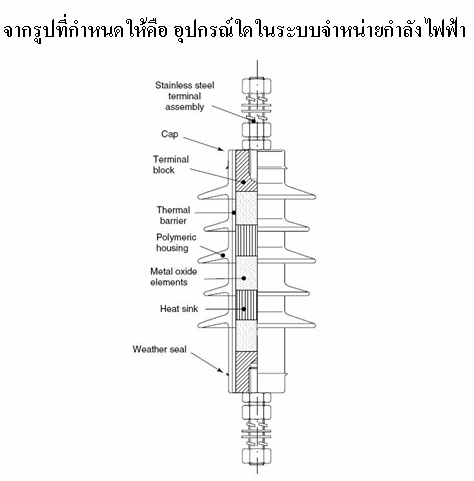 จากรูปที่กำหนดให้คือ อุปกรณ์ใดในระบบจำหน่ายกำลังไฟฟ้า
Stainless steel
terminal
assembly
Cap
Terminal
block
Thermal
barrier
Polymeric
housing
Metal oxide
elements
Heat sink
Weather seal